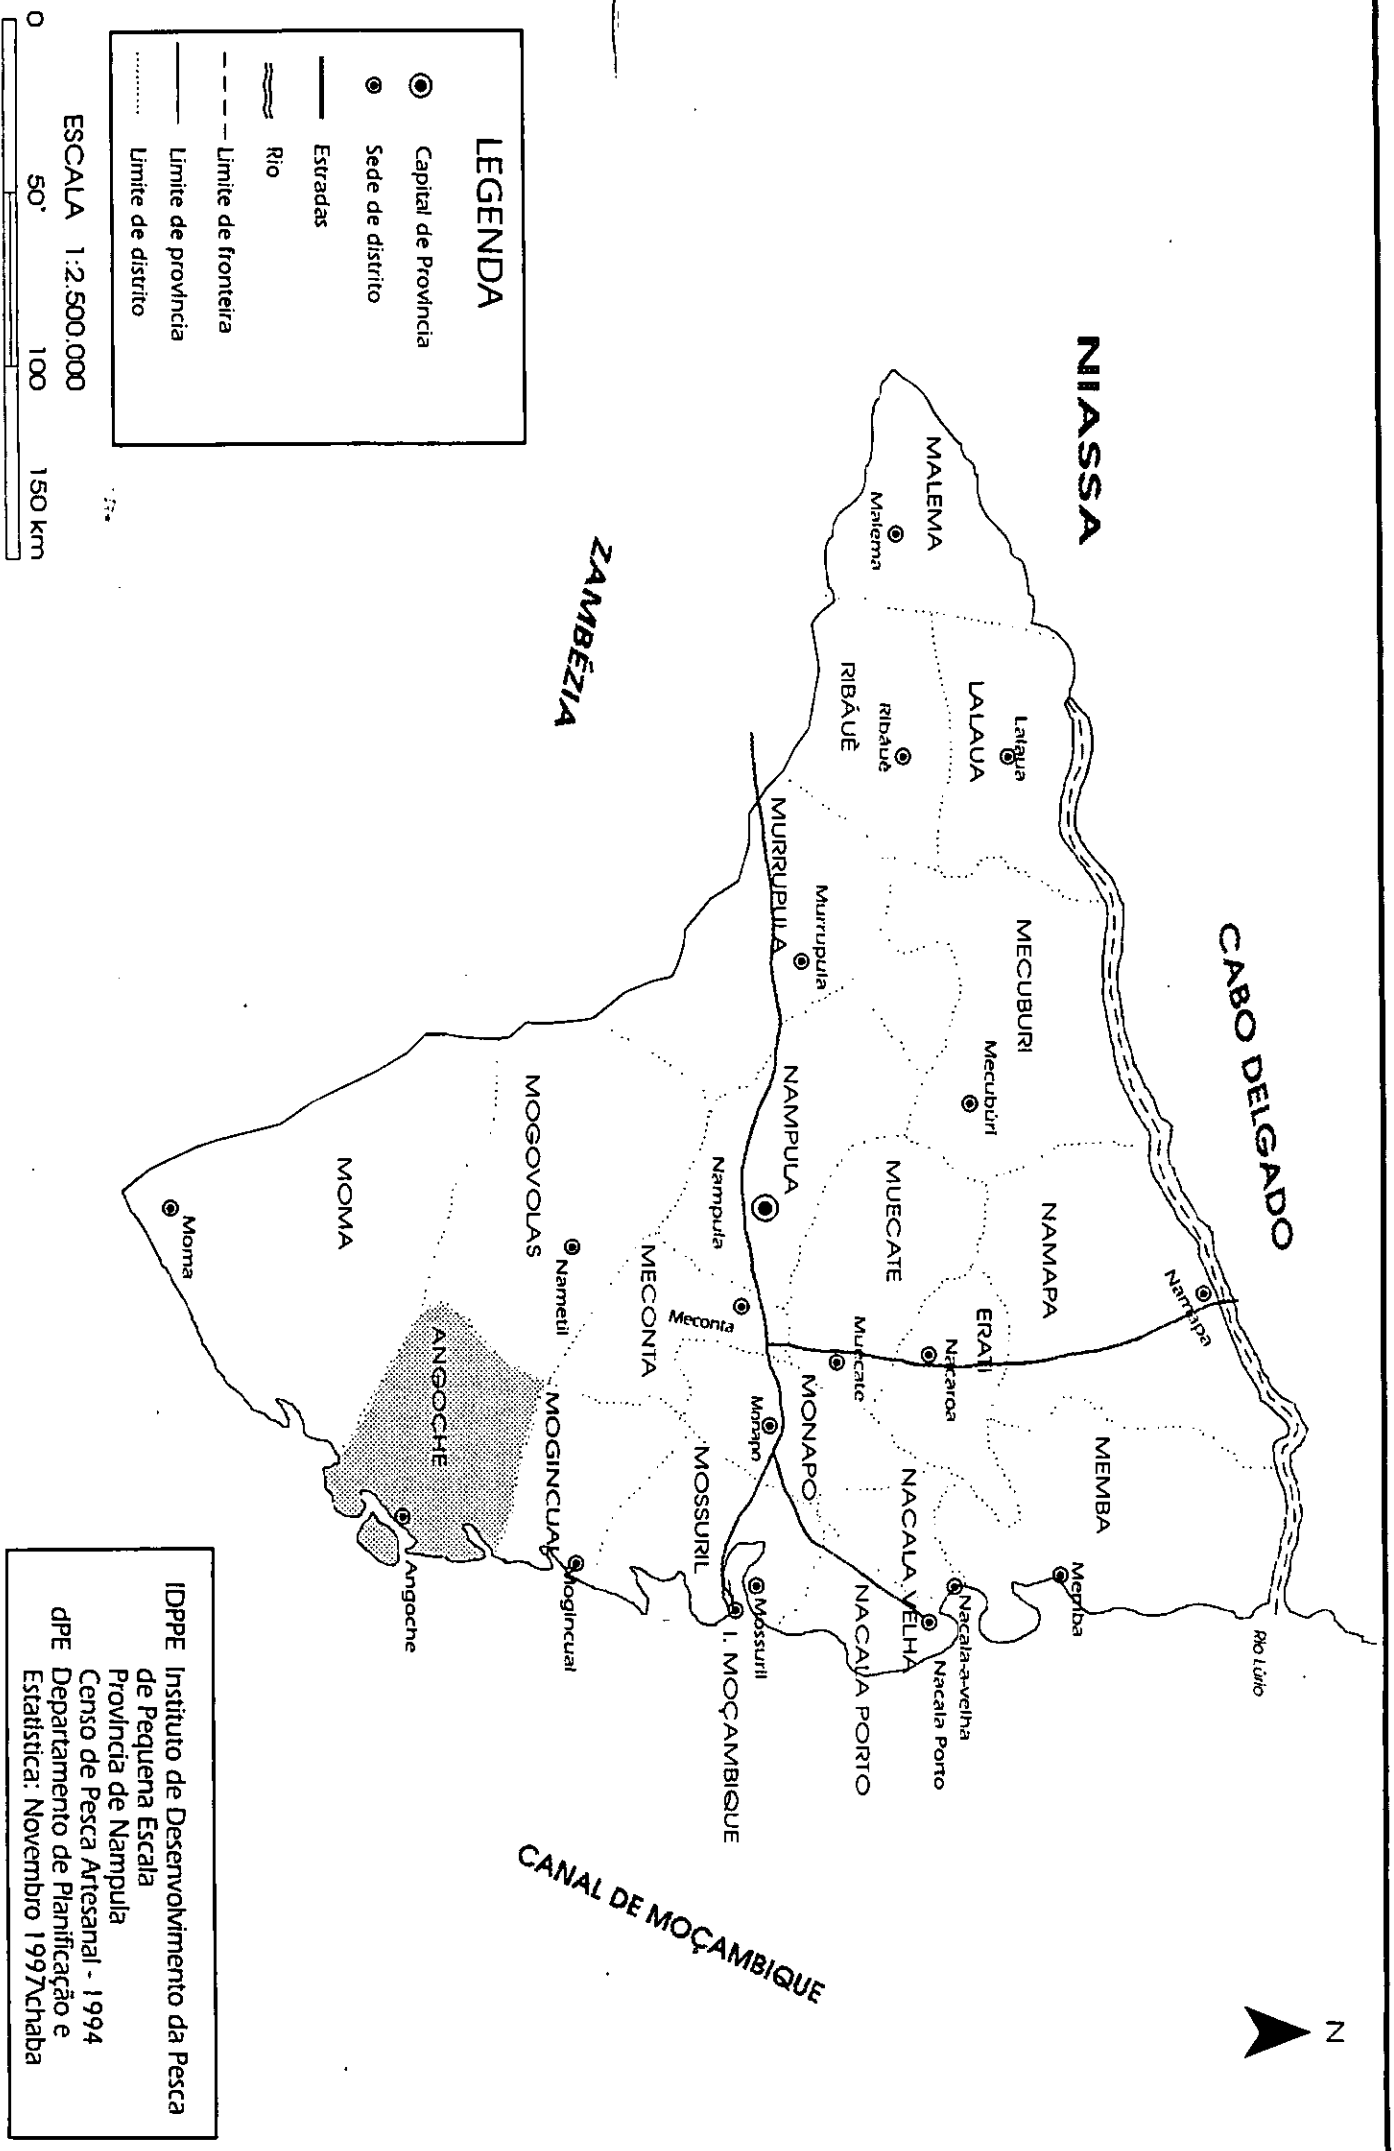 N
NIASSA
CABO DELGADO
ZAMBÉZIA
CANAL DE MOÇAMBIQUE
Rio Lúrio
MALEMA
Malema
LALAUA
Lalaua
RIBÁUÈ
Ribáuè
MECUBURI
Mecubúri
MURRUPULA
Murrupula
NAMAPA
Namapa
ERATI
Nacaroa
MUECATE
Muecate
MEMBA
Memba
NACALA VELHA
Nacala-a-velha
Nacala Porto
NACALA PORTO
NAMPULA
Nampula
MECONTA
Meconta
MONAPO
Monapo
MOSSURIL
Mossuril
I. MOÇAMBIQUE
MOGOVOLAS
Nametil
MOGINCUAL
Mogincual
MOMA
Moma
ANGOCHE
Angoche
LEGENDA
Capital de Província
Sede de distrito
Estradas
Rio
Limite de fronteira
Limite de província
Limite de distrito
ESCALA 1:2.500.000
0 50' 100 150 km
IDPPE Instituto de Desenvolvimento da Pesca
de Pequena Escala
Província de Nampula
Censo de Pesca Artesanal - 1994
dPE Departamento de Planificação e
Estatística: Novembro 1997\chaba